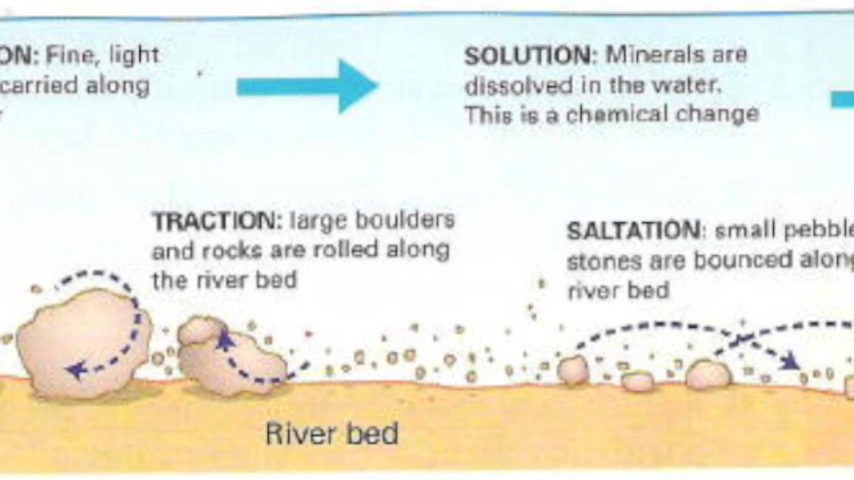 ON: Fine, light
carried along
SOLUTION: Minerals are
dissolved in the water.
This is a chemical change
TRACTION: large boulders
and rocks are rolled along
the river bed
SALTATION: small pebble
stones are bounced along
river bed
River bed